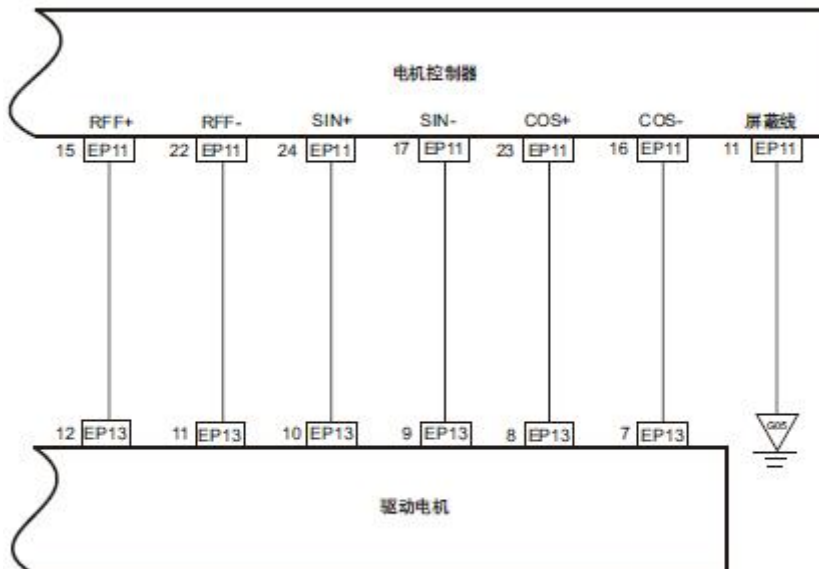 电机控制器
RFF+ RFF- SIN+ SIN- COS+ COS- 屏蔽线
15 EP11 22 EP11 24 EP11 17 EP11 23 EP11 16 EP11 11 EP11
12 EP13 11 EP13 10 EP13 9 EP13 8 EP13 7 EP13
G05
驱动电机